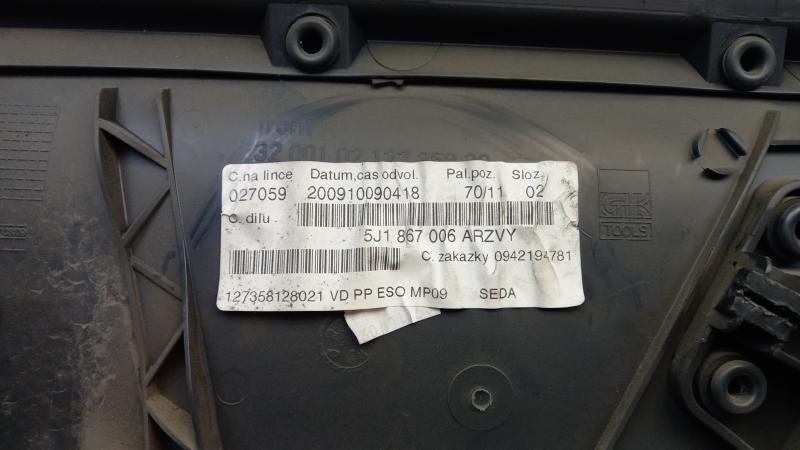 C.na lince Datum,cas odvol. Pal,poz. Sloz.
027059 200910090418 70/11 02
C. dilu
5J1 867 006 ARZVY
C. zakazky 0942194781
127358128021 VD PP ESO MP09 SEDA
TOOLS